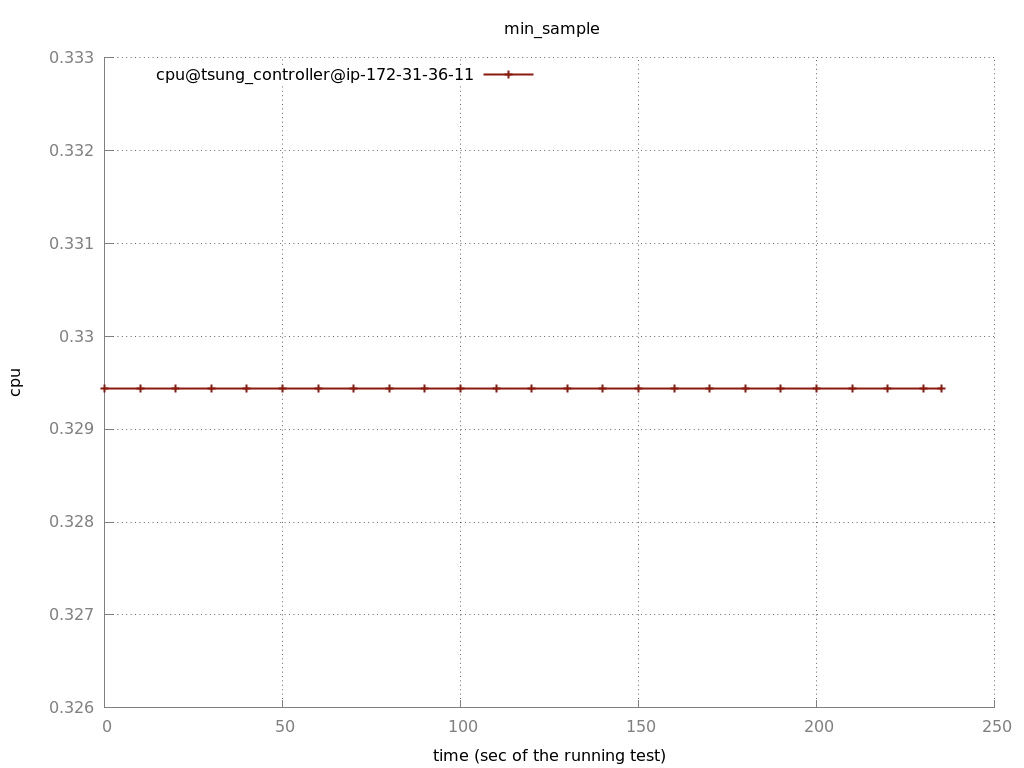 min_sample
cpu@tsung_controller@ip-172-31-36-11
0.333
0.332
0.331
0.33
0.329
0.328
0.327
0.326
cpu
0 50 100 150 200 250
time (sec of the running test)